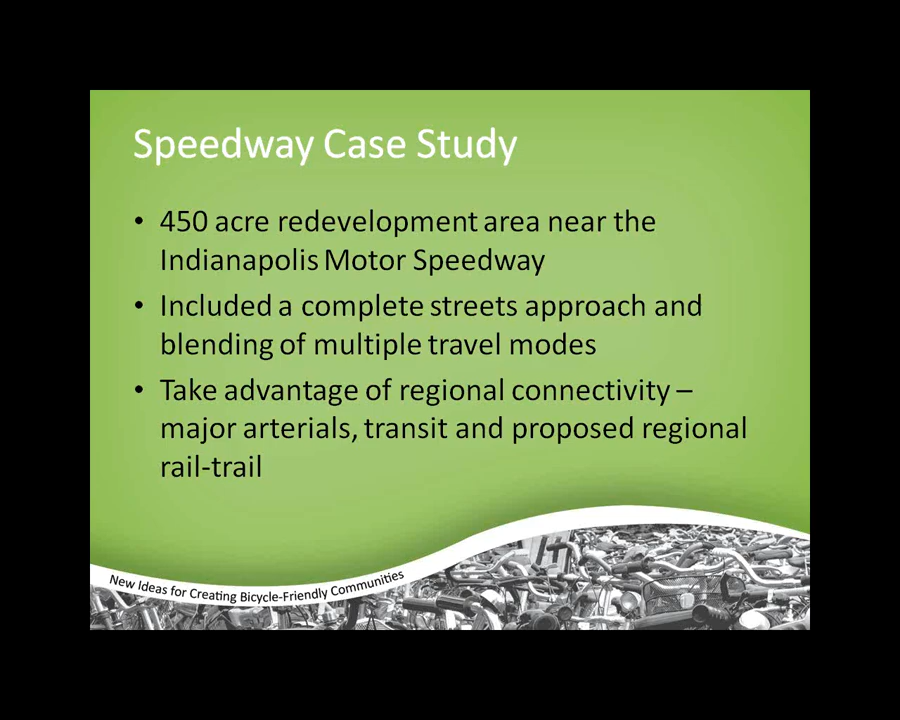 Speedway Case Study
• 450 acre redevelopment area near the
Indianapolis Motor Speedway
• Included a complete streets approach and
blending of multiple travel modes
• Take advantage of regional connectivity –
major arterials, transit and proposed regional
rail-trail
New Ideas for Creating Bicycle-Friendly Communities